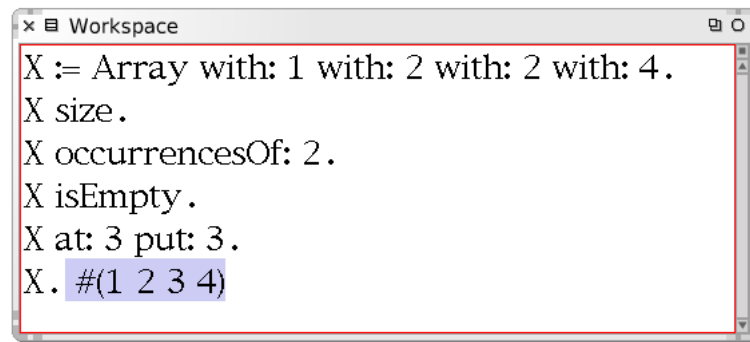 Workspace
X := Array with: 1 with: 2 with: 2 with: 4.
X size.
X occurrencesOf: 2.
X isEmpty.
X at: 3 put: 3.
X. #(1 2 3 4)